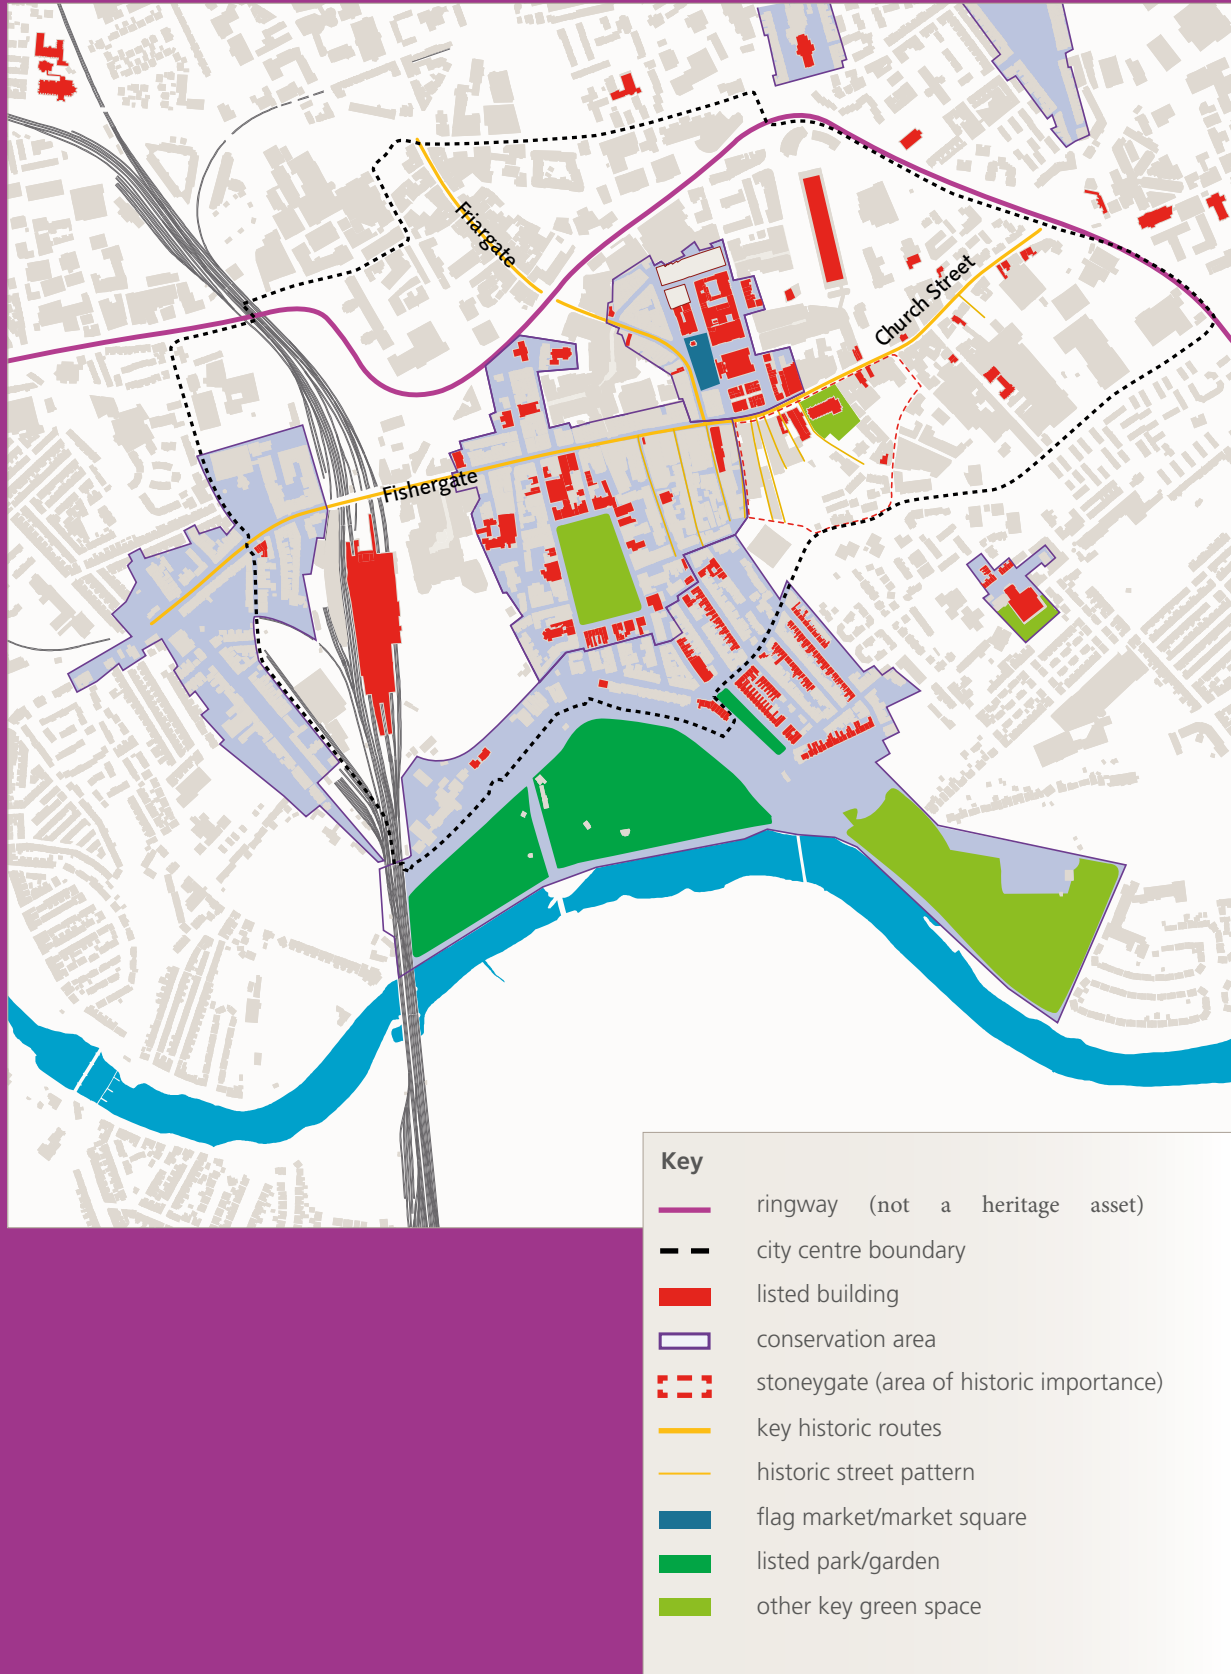 Friargate
Church Street
Fishergate
Key
ringway (not a heritage asset)
city centre boundary
listed building
conservation area
stoneygate (area of historic importance)
key historic routes
historic street pattern
flag market/market square
listed park/garden
other key green space